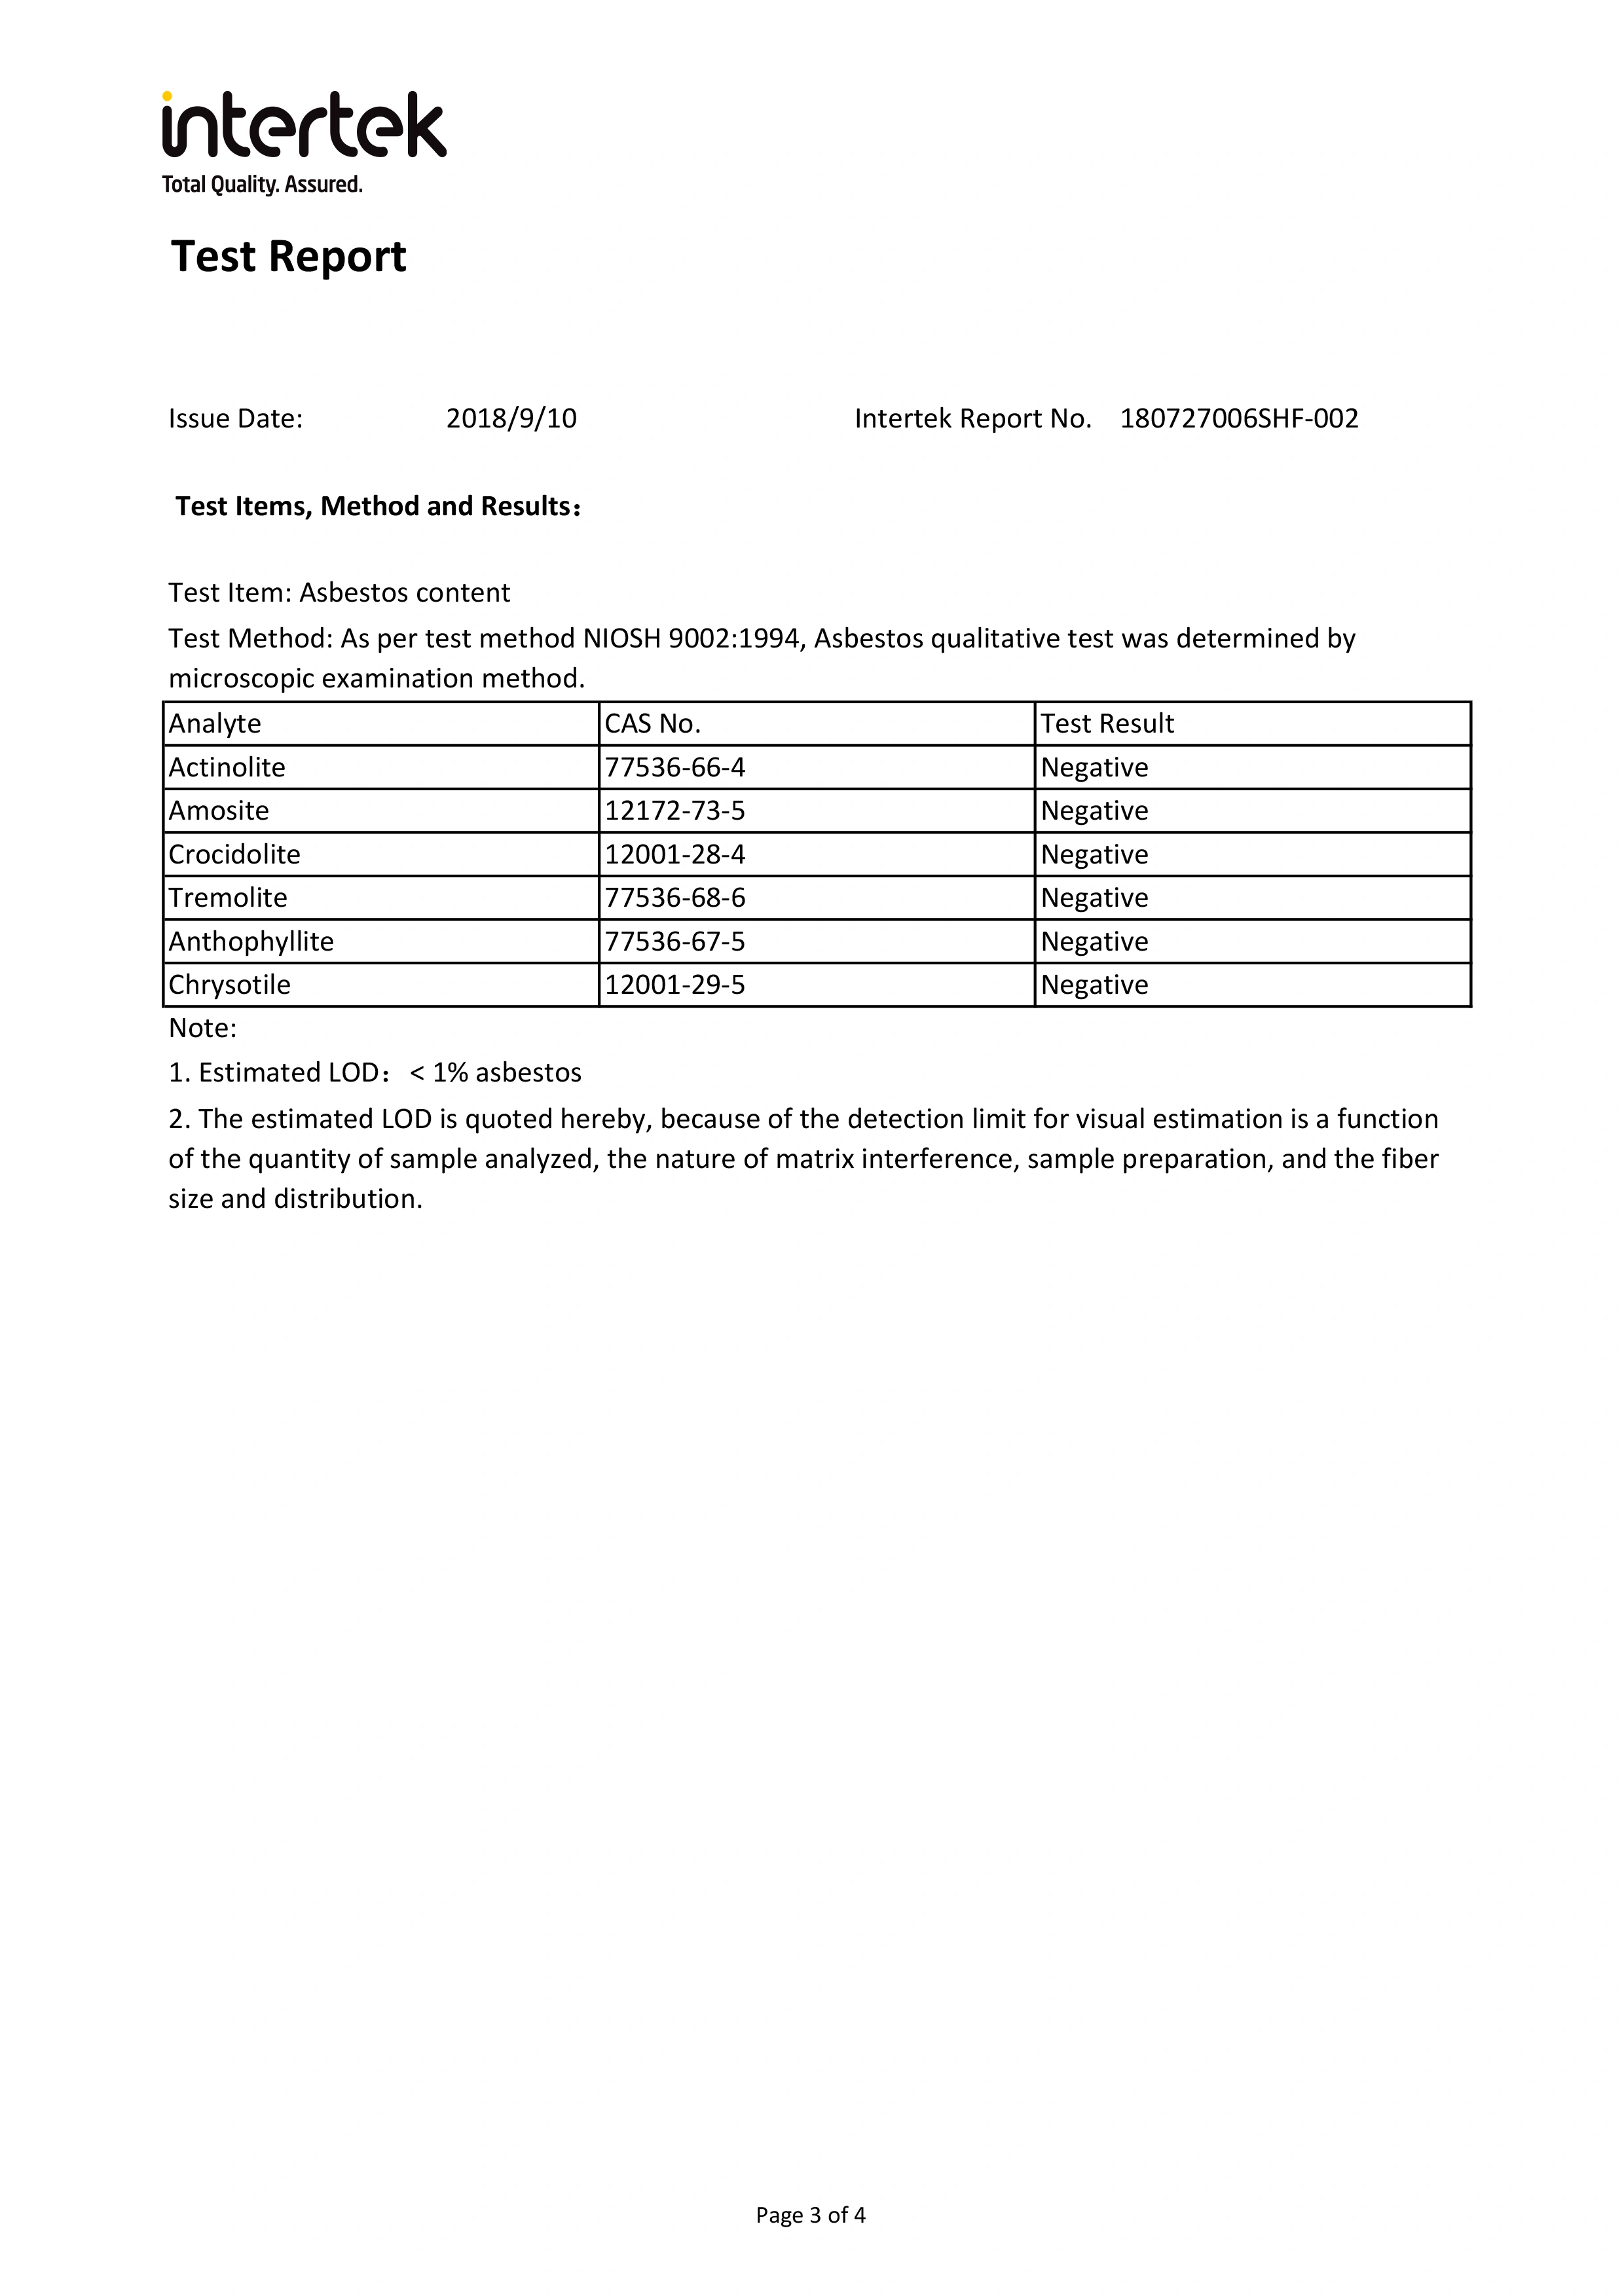 intertek
Total Quality. Assured.
Test Report
Issue Date: 2018/9/10 Intertek Report No. 180727006SHF-002
Test Items, Method and Results：
Test Item: Asbestos content
Test Method: As per test method NIOSH 9002:1994, Asbestos qualitative test was determined by
microscopic examination method.
Analyte CAS No. Test Result
Actinolite 77536-66-4 Negative
Amosite 12172-73-5 Negative
Crocidolite 12001-28-4 Negative
Tremolite 77536-68-6 Negative
Anthophyllite 77536-67-5 Negative
Chrysotile 12001-29-5 Negative
Note:
1. Estimated LOD：< 1% asbestos
2. The estimated LOD is quoted hereby, because of the detection limit for visual estimation is a function
of the quantity of sample analyzed, the nature of matrix interference, sample preparation, and the fiber
size and distribution.
Page 3 of 4